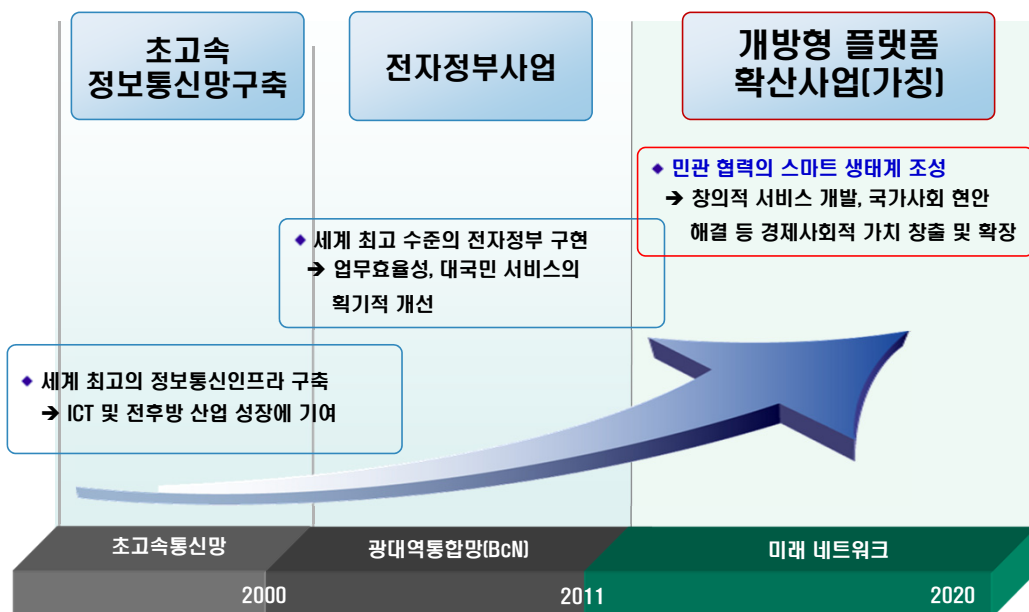 초고속
정보통신망구축
전자정부사업
개방형 플랫폼
확산사업(가칭)
◆ 민관 협력의 스마트 생태계 조성
➔ 창의적 서비스 개발, 국가사회 현안
해결 등 경제사회적 가치 창출 및 확장
◆ 세계 최고 수준의 전자정부 구현
➔ 업무효율성, 대국민 서비스의
획기적 개선
◆ 세계 최고의 정보통신인프라 구축
➔ ICT 및 전후방 산업 성장에 기여
초고속통신망
광대역통합망(BcN)
미래 네트워크
2000
2011
2020